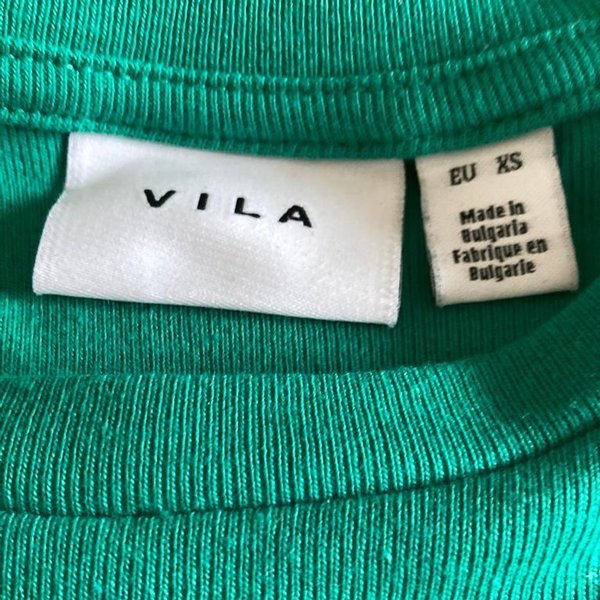 VILA
EU XS
Made in
Bulgaria
Fabrique en
Bulgarie